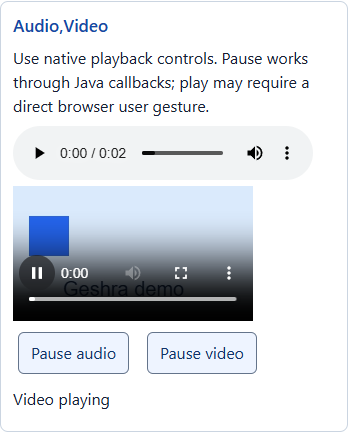 Audio,Video
Use native playback controls. Pause works
through Java callbacks; play may require a
direct browser user gesture.
0:00 / 0:02
0:00
Geshra demo
Pause audio
Pause video
Video playing